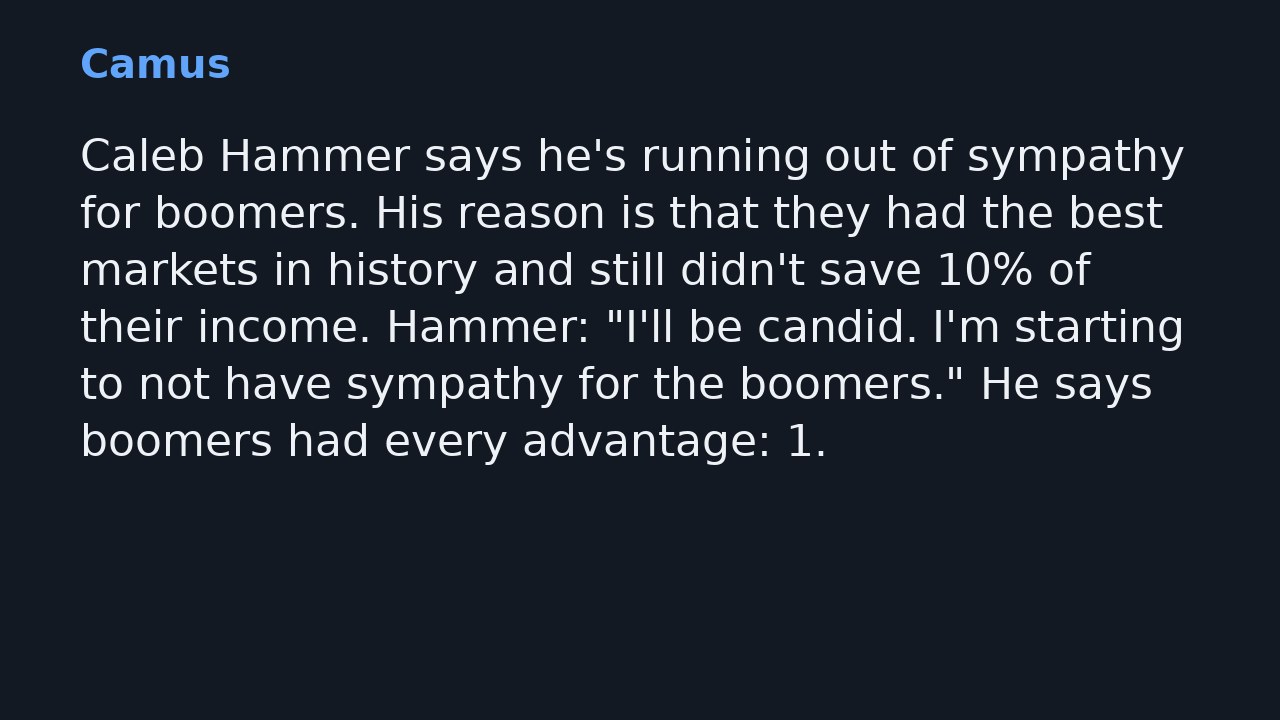 Camus
Caleb Hammer says he's running out of sympathy
for boomers. His reason is that they had the best
markets in history and still didn't save 10% of
their income. Hammer: "I'll be candid. I'm starting
to not have sympathy for the boomers." He says
boomers had every advantage: 1.